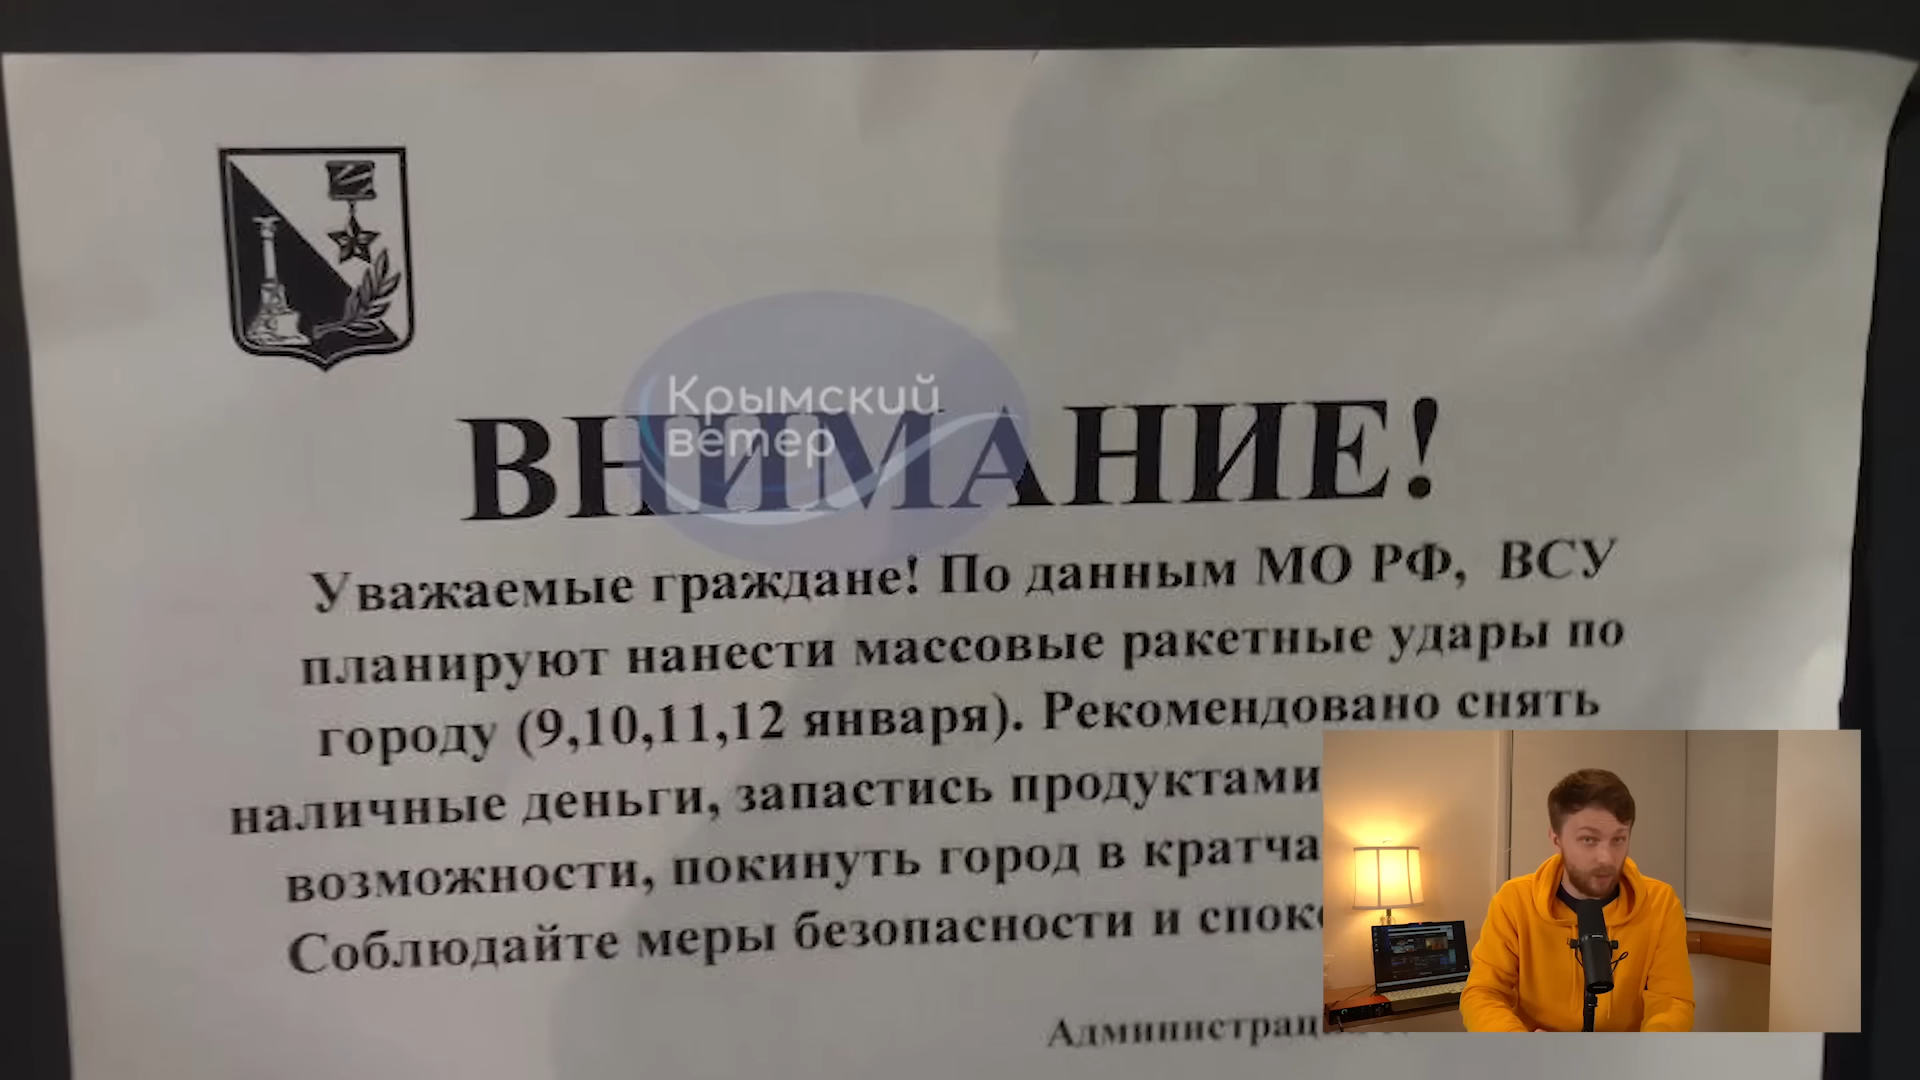 Крымский
ветер
ВНИМАНИЕ!
Уважаемые граждане! По данным МО РФ, ВСУ
планируют нанести массовые ракетные удары по
городу (9,10,11,12 января). Рекомендовано снять
наличные деньги, запастись продуктами
возможности, покинуть город в
Соблюдайте меры безопасности и